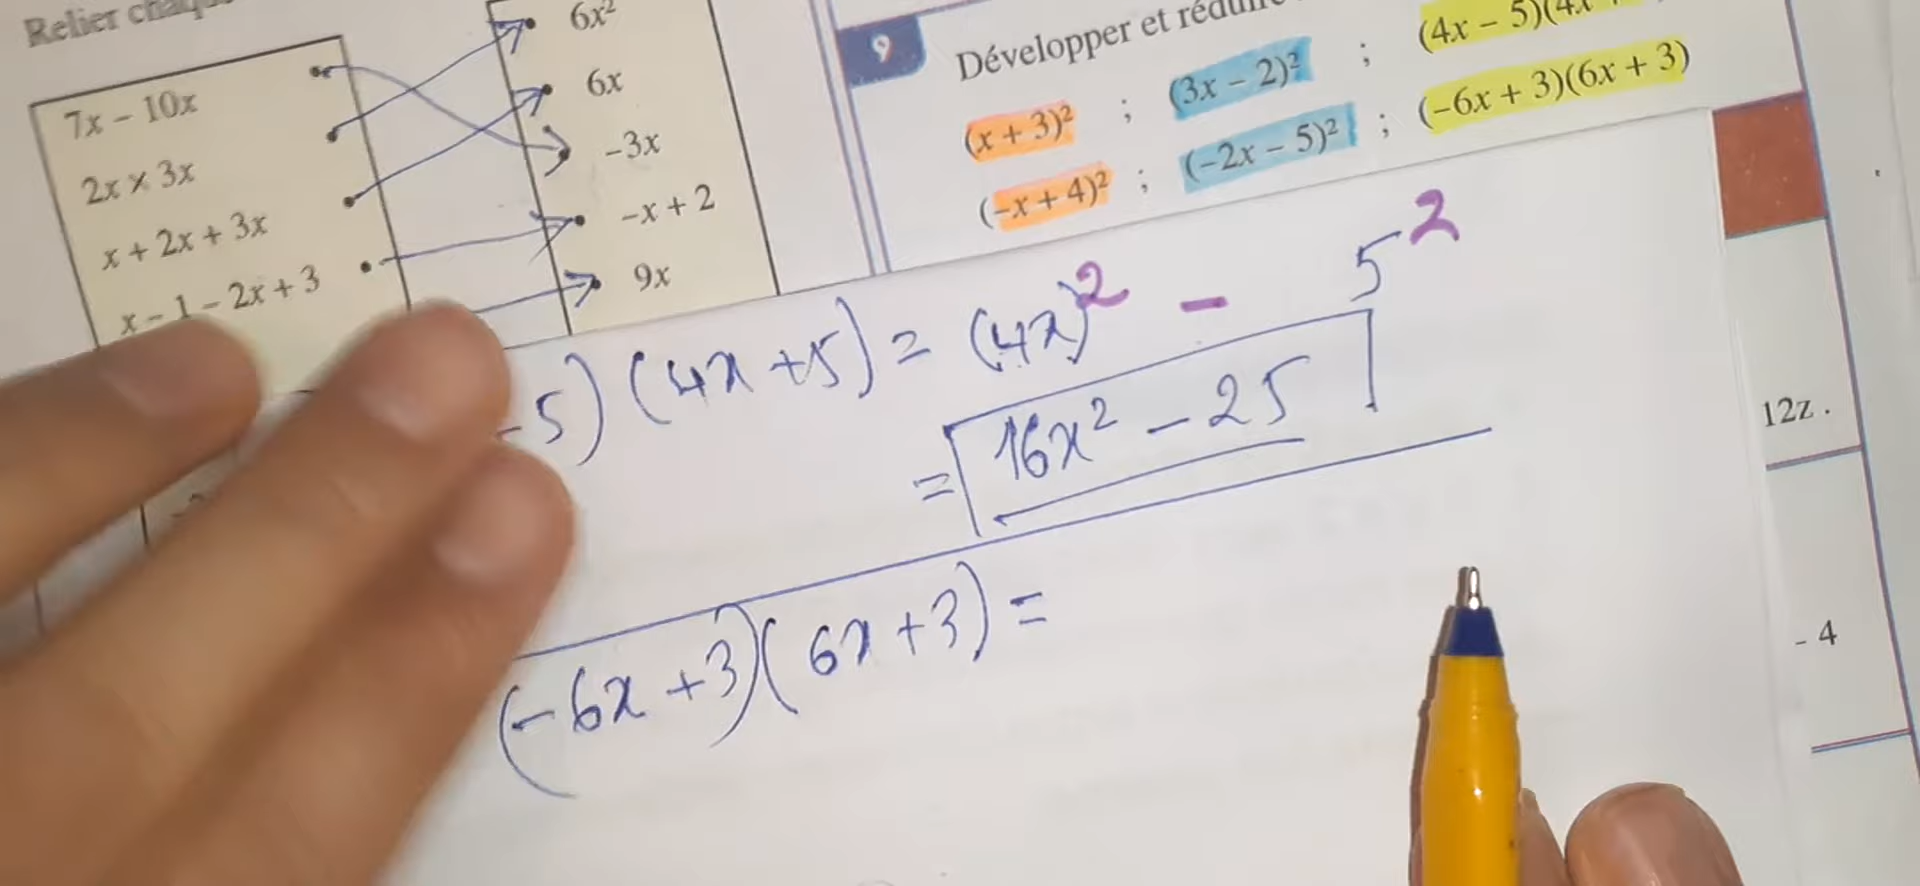 Relier
7x – 10x
2x × 3x
x + 2x + 3x
x – 1 – 2x + 3
6x²
6x
-3x
-x + 2
9x
9
Développer et
(x + 3)² ; (3x – 2)² ; (4x – 5)(4x
(-x + 4)² ; (-2x – 5)² ; (-6x + 3)(6x + 3)
-5)(4x+5) = (4x)² - 5²
= 16x² - 25
(-6x+3)(6x+3) =
12z .
- 4